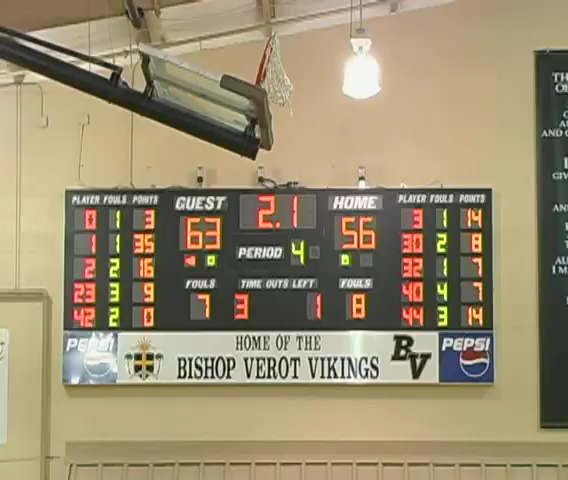 PLAYER FOULS POINTS
GUEST
2.1
HOME
PLAYER FOULS POINTS
0 1 3
63
56
3 1 14
1 1 35
PERIOD 4
30 2 8
2 2 16
32 1 7
23 3 9
FOULS
TIME OUTS LEFT
FOULS
40 4 7
42 2 0
7
3 1
8
44 3 14
PEPSI
HOME OF THE
BISHOP VEROT VIKINGS
BV
PEPSI
TH
AND
GIV
I M